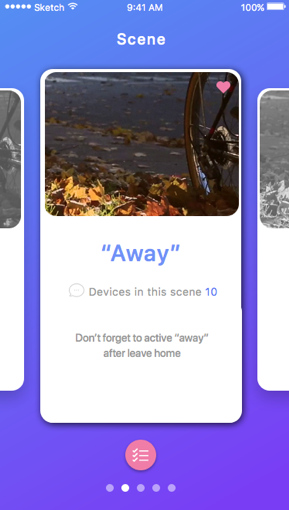 Sketch 9:41 AM 100%
Scene
“Away”
Devices in this scene 10
Don’t forget to active “away”
after leave home